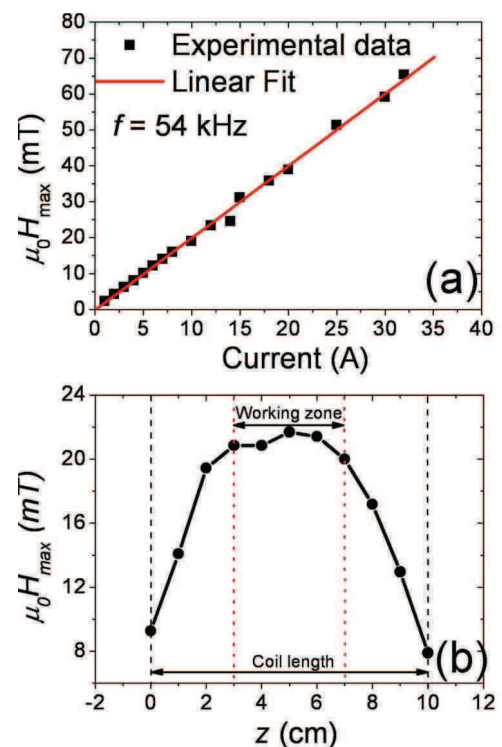 80
70
60
50
40
30
20
10
0
μ₀H_max (mT)
Experimental data
Linear Fit
f = 54 kHz
(a)
0 5 10 15 20 25 30 35 40
Current (A)
24
20
16
12
8
μ₀H_max (mT)
Working zone
Coil length
(b)
-2 0 2 4 6 8 10 12
z (cm)